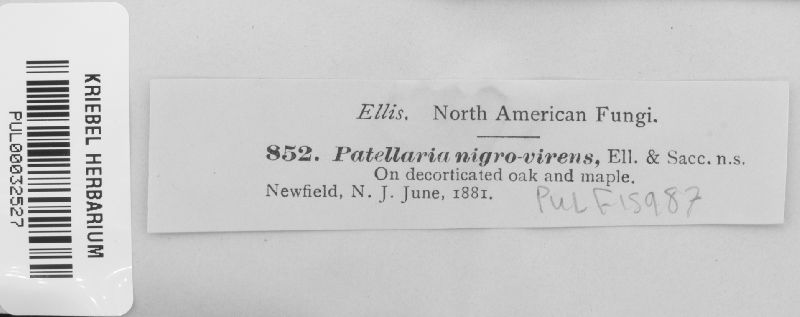 KRIEBEL HERBARIUM
PUL00032527
Ellis. North American Fungi.
852. Patellaria nigro-virens, Ell. & Sacc. n.s.
On decorticated oak and maple.
Newfield, N. J. June, 1881.
PUL F15987